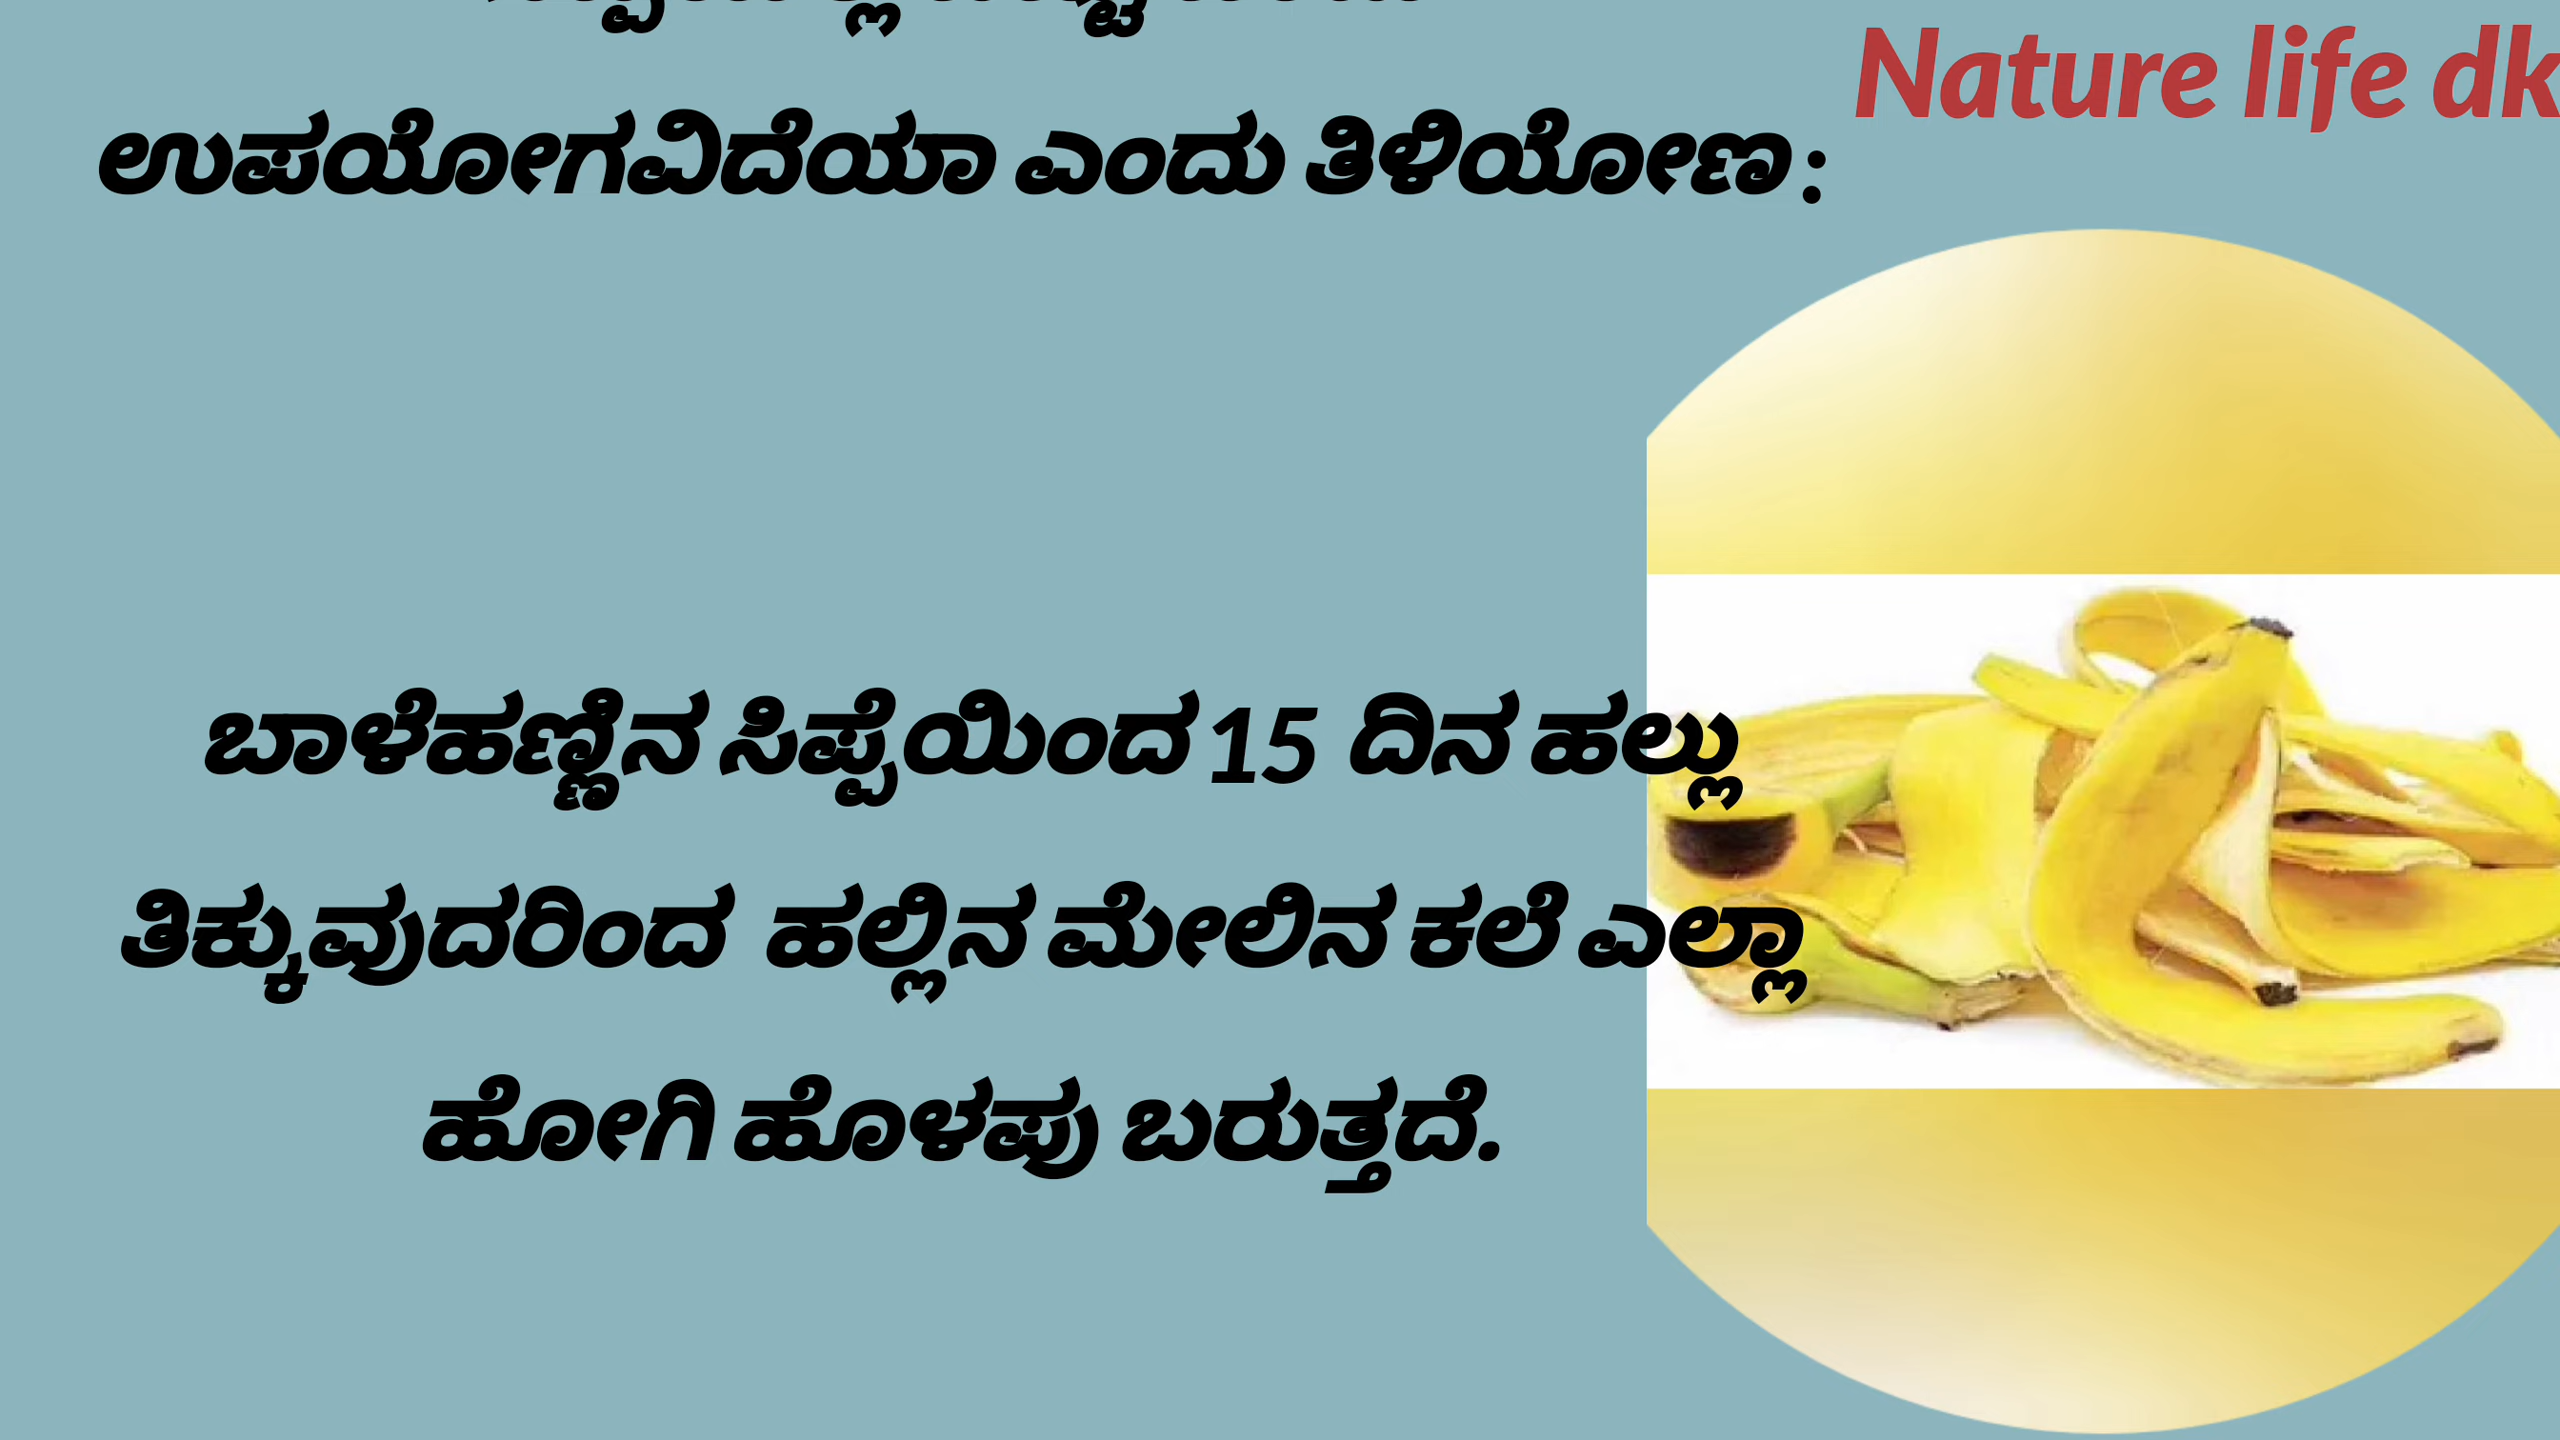 Nature life dk
ಉಪಯೋಗವಿದೆಯಾ ಎಂದು ತಿಳಿಯೋಣ:
ಬಾಳೆಹಣ್ಣಿನ ಸಿಪ್ಪೆಯಿಂದ 15 ದಿನ ಹಲ್ಲು
ತಿಕ್ಕುವುದರಿಂದ ಹಲ್ಲಿನ ಮೇಲಿನ ಕಲೆ ಎಲ್ಲಾ
ಹೋಗಿ ಹೊಳಪು ಬರುತ್ತದೆ.